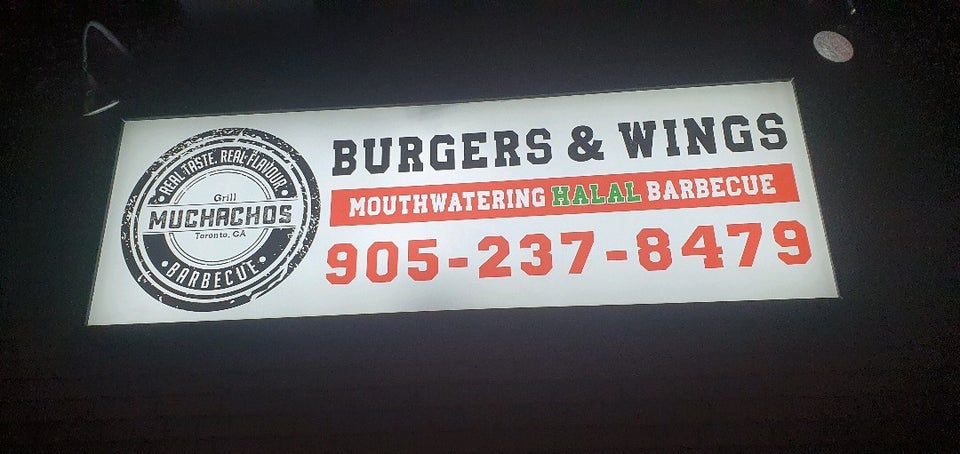 REAL TASTE. REAL FLAVOUR.
Grill
MUCHACHOS
Toronto, CA
• BARBECUE •
BURGERS & WINGS
MOUTHWATERING HALAL BARBECUE
905-237-8479